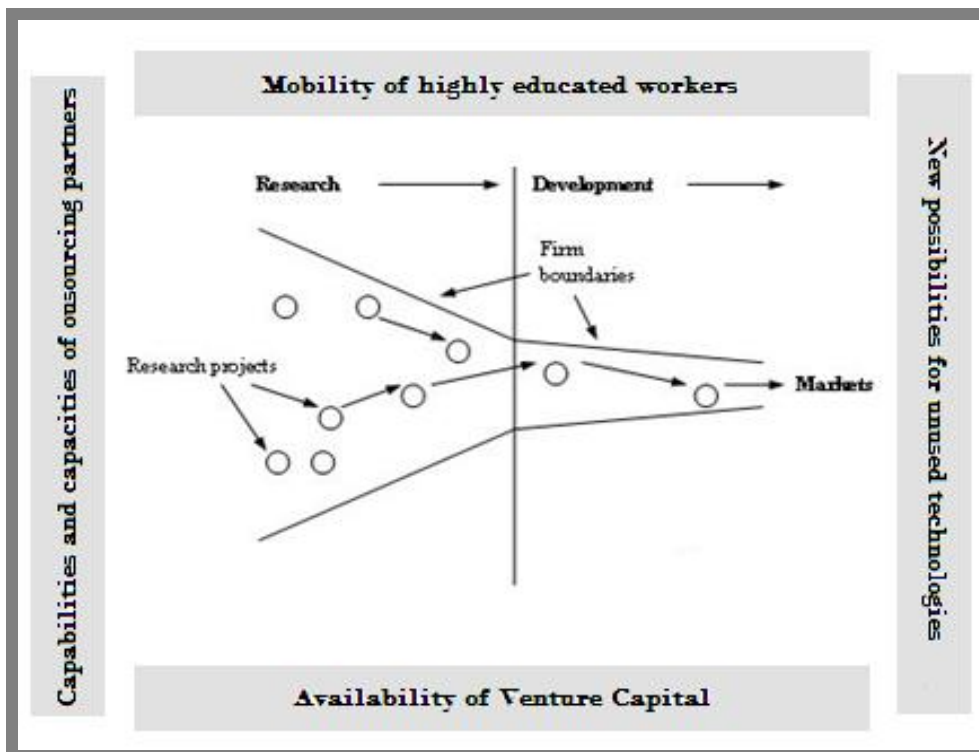 Mobility of highly educated workers
Capabilities and capacities of ousourcing partners
New possibilities for unused technologies
Research
Development
Firm
boundaries
Research projects
Markets
Availability of Venture Capital